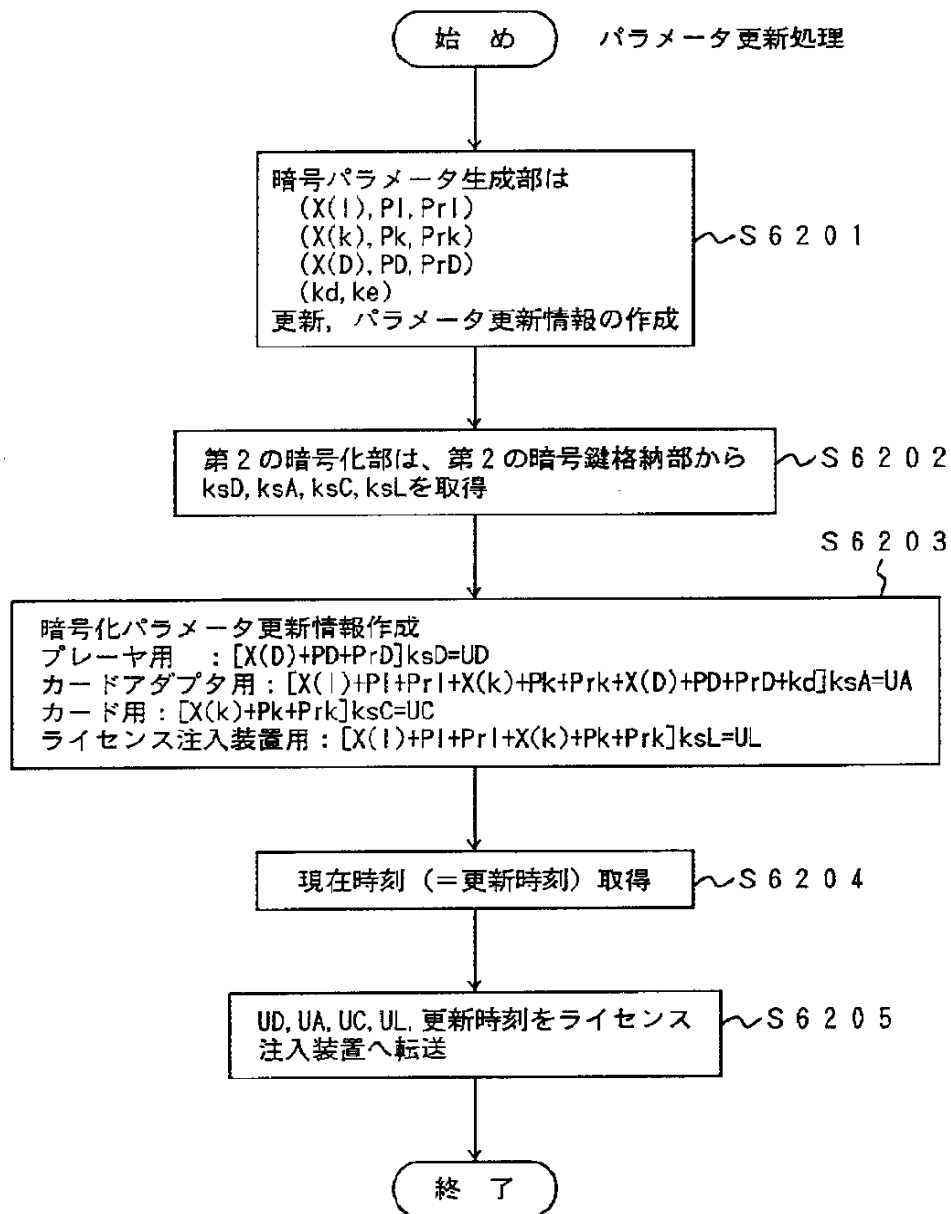 始 め
パラメータ更新処理
暗号パラメータ生成部は
(X(l), Pl, Prl)
(X(k), Pk, Prk)
(X(D), PD, PrD)
(kd, ke)
更新，パラメータ更新情報の作成
S6201
第2の暗号化部は、第2の暗号鍵格納部から
ksD, ksA, ksC, ksLを取得
S6202
S6203
暗号化パラメータ更新情報作成
プレーヤ用 ：[X(D)+PD+PrD]ksD=UD
カードアダプタ用：[X(l)+Pl+Prl+X(k)+Pk+Prk+X(D)+PD+PrD+kd]ksA=UA
カード用：[X(k)+Pk+Prk]ksC=UC
ライセンス注入装置用：[X(l)+Pl+Prl+X(k)+Pk+Prk]ksL=UL
現在時刻（＝更新時刻）取得
S6204
UD, UA, UC, UL, 更新時刻をライセンス
注入装置へ転送
S6205
終 了